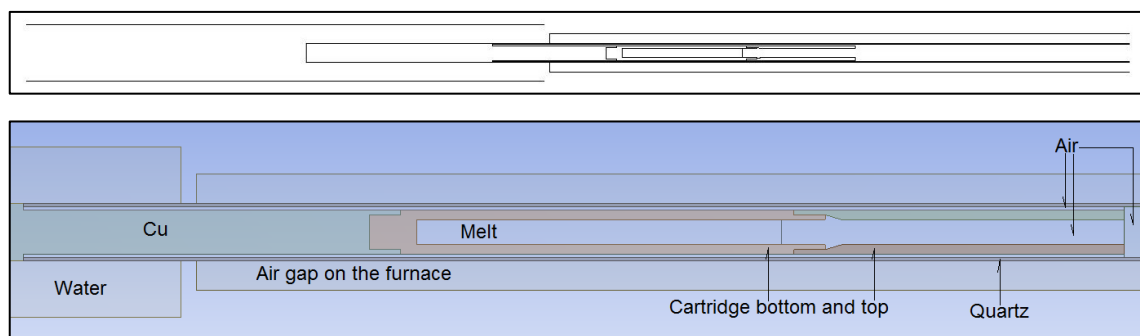 Air
Cu
Melt
Air gap on the furnace
Water
Cartridge bottom and top
Quartz